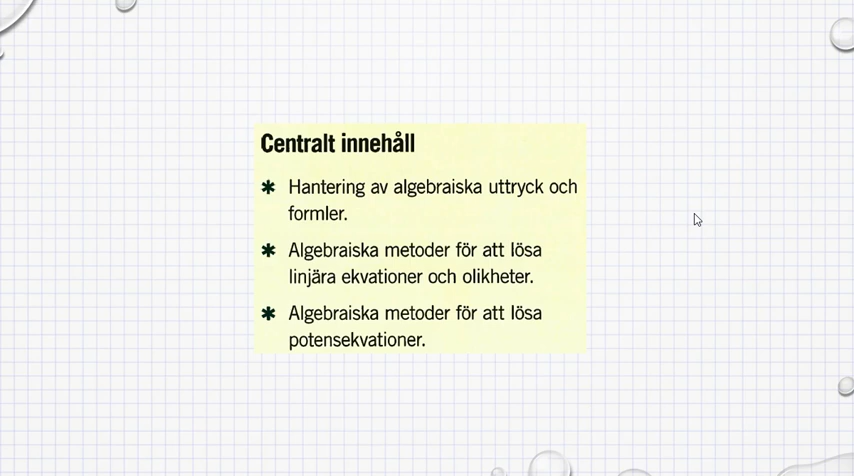 Centralt innehåll
✱ Hantering av algebraiska uttryck och
formler.
✱ Algebraiska metoder för att lösa
linjära ekvationer och olikheter.
✱ Algebraiska metoder för att lösa
potensekvationer.